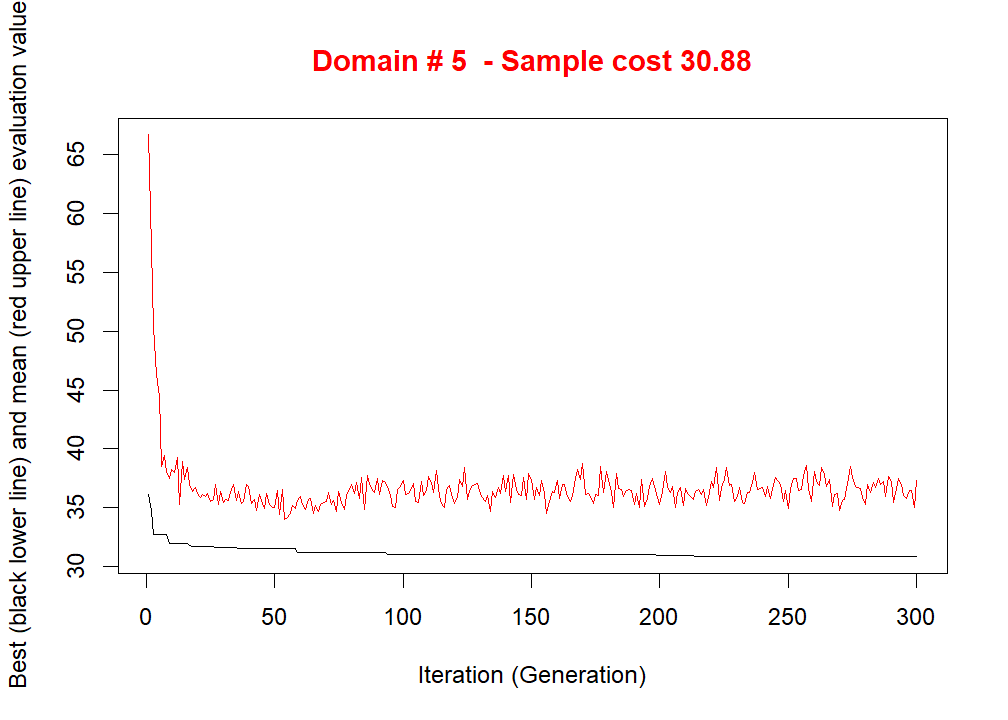 Domain # 5  - Sample cost 30.88
Best (black lower line) and mean (red upper line) evaluation value
65
60
55
50
45
40
35
30
0 50 100 150 200 250 300
Iteration (Generation)